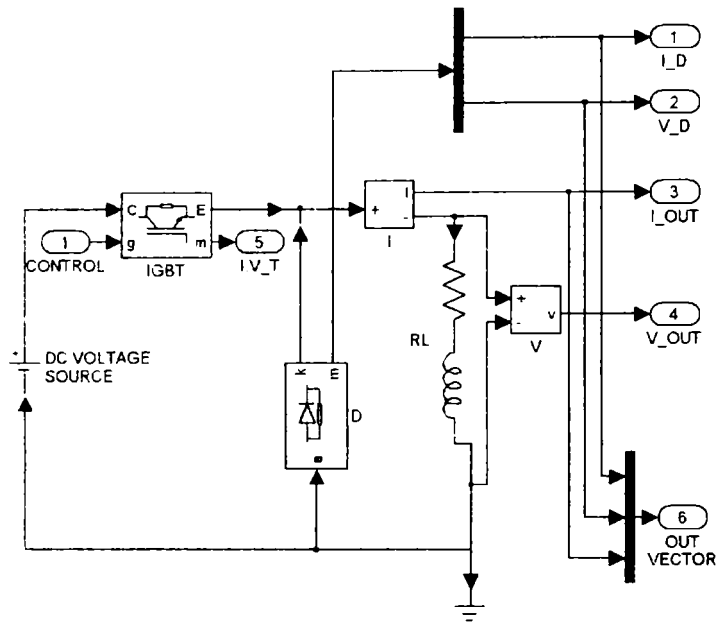 1
I_D
2
V_D
C
E
I
+
-
3
I_OUT
I
1
CONTROL
g
m
5
I.V_T
IGBT
+
-
v
4
V_OUT
V
RL
+
DC VOLTAGE
SOURCE
k
m
D
a
6
OUT
VECTOR